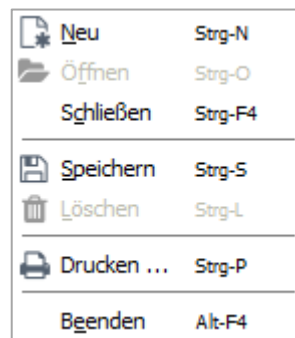 Neu Strg-N
Öffnen Strg-O
Schließen Strg-F4
Speichern Strg-S
Löschen Strg-L
Drucken ... Strg-P
Beenden Alt-F4